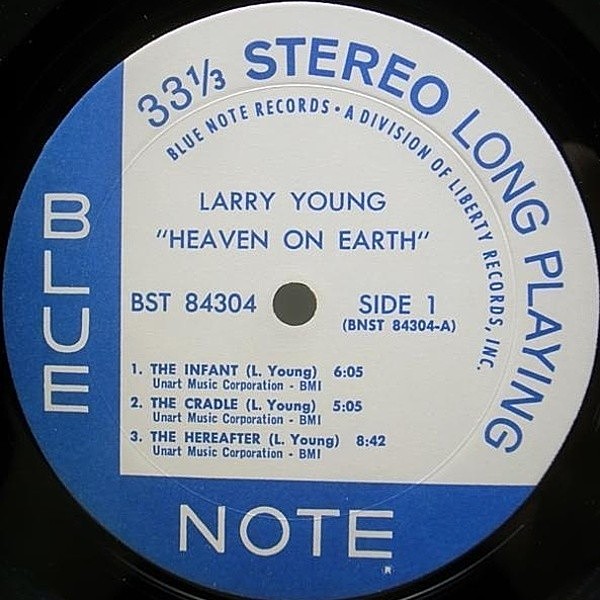 33⅓ STEREO LONG PLAYING
BLUE NOTE RECORDS • A DIVISION OF LIBERTY RECORDS, INC.
LARRY YOUNG
"HEAVEN ON EARTH"
BST 84304
SIDE 1
(BNST 84304-A)
1. THE INFANT (L. Young) 6:05
Unart Music Corporation - BMI
2. THE CRADLE (L. Young) 5:05
Unart Music Corporation - BMI
3. THE HEREAFTER (L. Young) 8:42
Unart Music Corporation - BMI
BLUE
NOTE
®